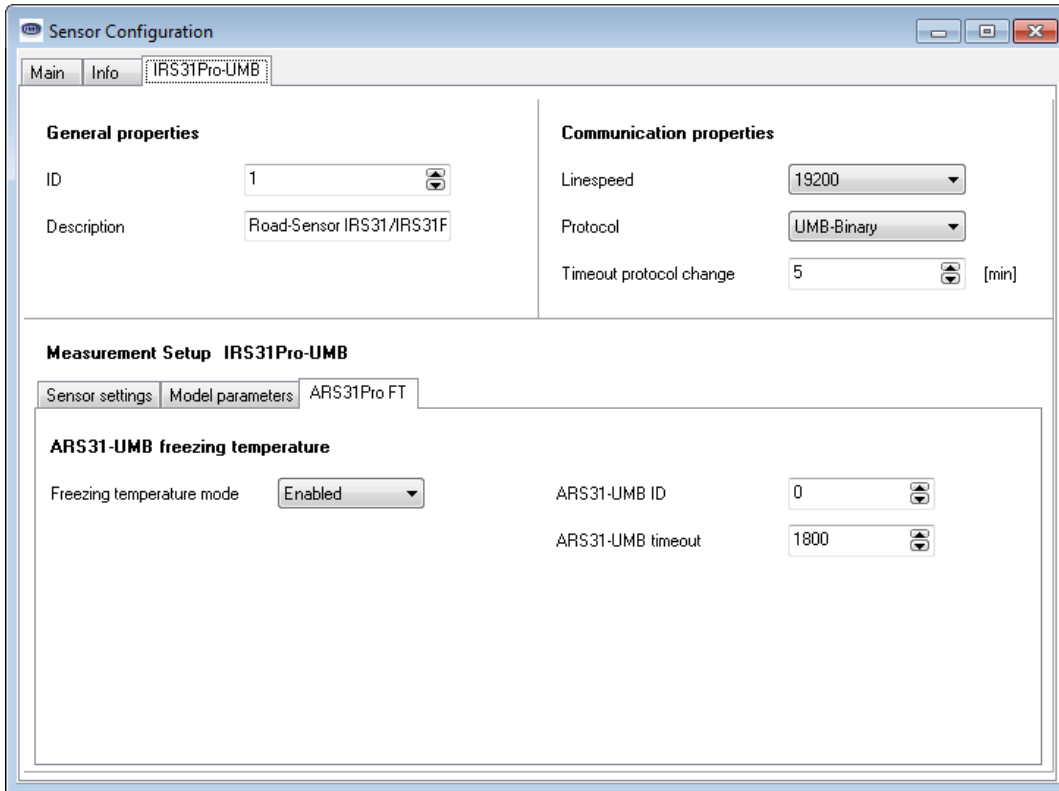 Sensor Configuration
Main Info IRS31Pro-UMB
General properties
ID 1
Description Road-Sensor IRS31/IRS31F
Communication properties
Linespeed 19200
Protocol UMB-Binary
Timeout protocol change 5 [min]
Measurement Setup IRS31Pro-UMB
Sensor settings Model parameters ARS31Pro FT
ARS31-UMB freezing temperature
Freezing temperature mode Enabled
ARS31-UMB ID 0
ARS31-UMB timeout 1800